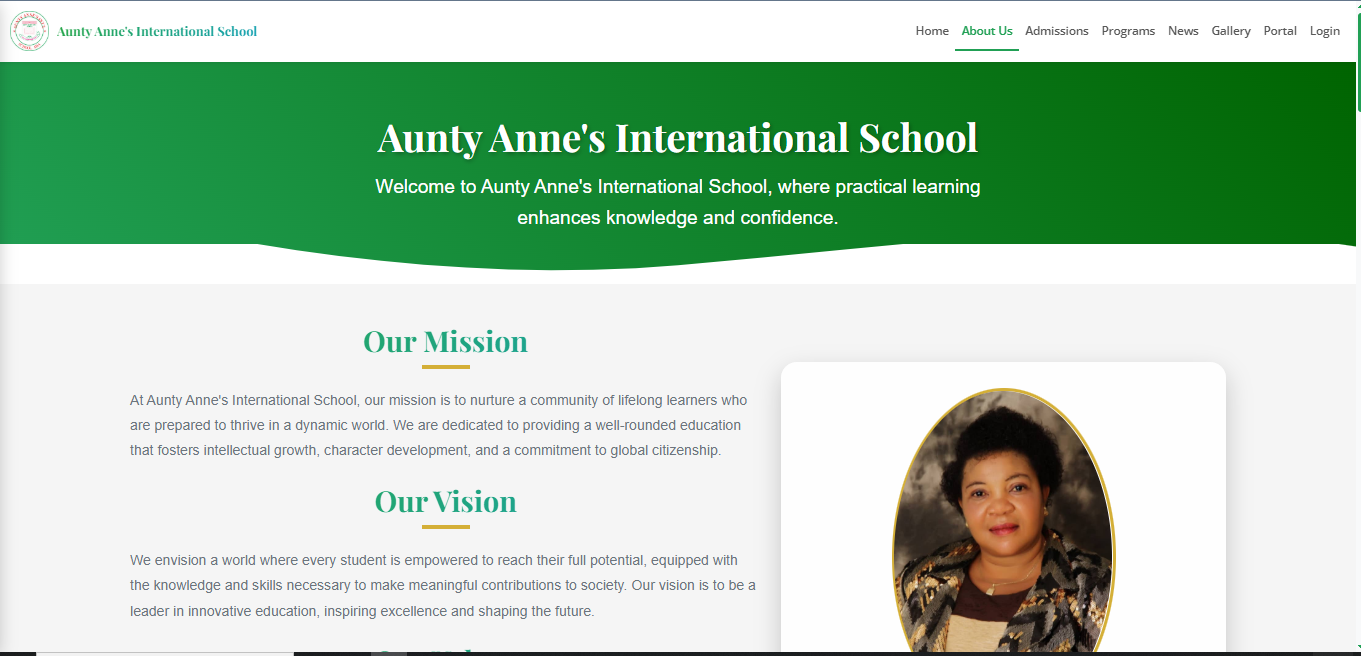 Aunty Anne's International School
Home About Us Admissions Programs News Gallery Portal Login
Aunty Anne's International School
Welcome to Aunty Anne's International School, where practical learning
enhances knowledge and confidence.
Our Mission
At Aunty Anne's International School, our mission is to nurture a community of lifelong learners who
are prepared to thrive in a dynamic world. We are dedicated to providing a well-rounded education
that fosters intellectual growth, character development, and a commitment to global citizenship.
Our Vision
We envision a world where every student is empowered to reach their full potential, equipped with
the knowledge and skills necessary to make meaningful contributions to society. Our vision is to be a
leader in innovative education, inspiring excellence and shaping the future.